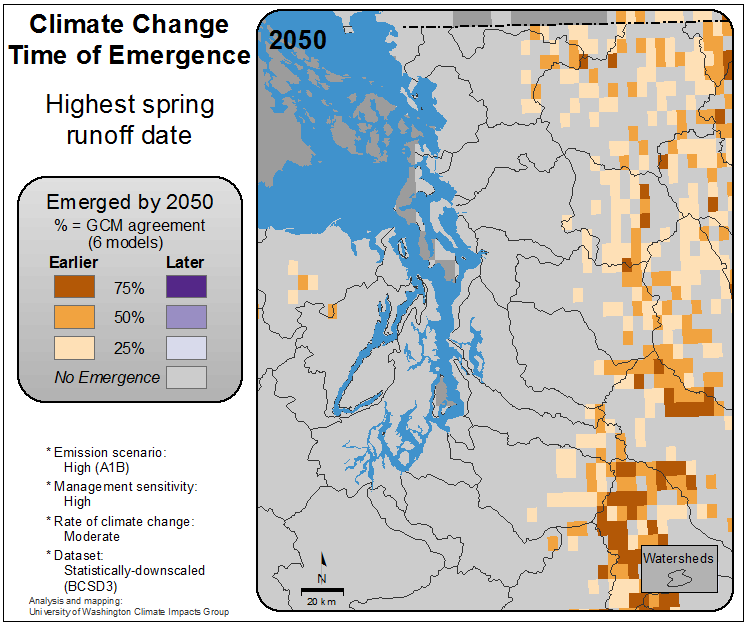 Climate Change
Time of Emergence
Highest spring
runoff date
Emerged by 2050
% = GCM agreement
(6 models)
Earlier Later
75%
50%
25%
No Emergence
* Emission scenario:
High (A1B)
* Management sensitivity:
High
* Rate of climate change:
Moderate
* Dataset:
Statistically-downscaled
(BCSD3)
Analysis and mapping:
University of Washington Climate Impacts Group
2050
N
20 km
Watersheds